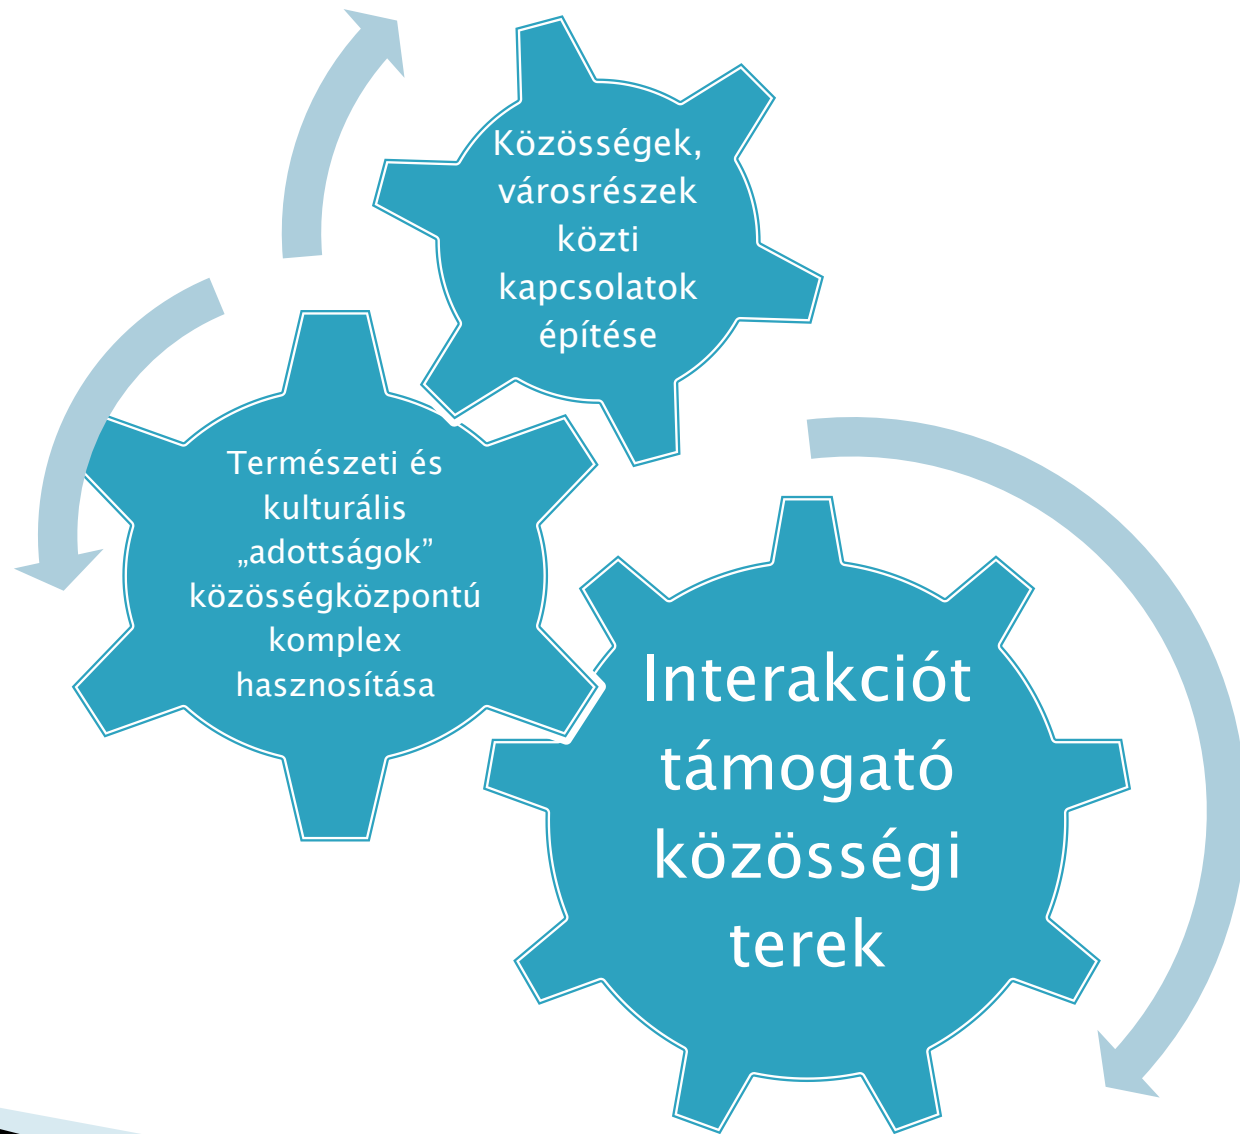 Közösségek,
városrészek
közti
kapcsolatok
építése
Természeti és
kulturális
„adottságok”
közösségközpontú
komplex
hasznosítása
Interakciót
támogató
közösségi
terek